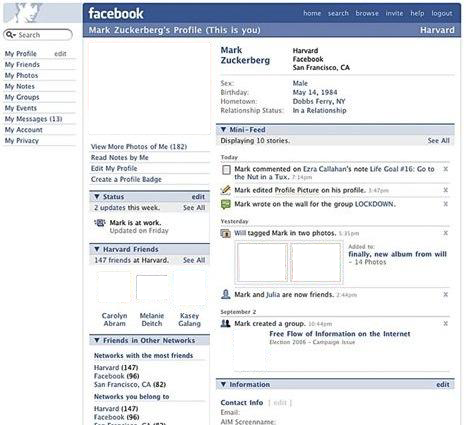 facebook
home search browse invite help logout
Mark Zuckerberg's Profile (This is you)
Harvard
Search
My Profile edit
My Friends
My Photos
My Notes
My Groups
My Events
My Messages (13)
My Account
My Privacy
View More Photos of Me (182)
Read Notes by Me
Edit My Profile
Create a Profile Badge
Status edit
2 updates this week. See All
Mark is at work.
Updated on Friday
Harvard Friends
147 friends at Harvard. See All
Carolyn Abram
Melanie Deitch
Kasey Galang
Friends in Other Networks
Networks with the most friends
Harvard (147)
Facebook (96)
San Francisco, CA (82)
Networks you belong to
Harvard (147)
Facebook (96)
San Francisco, CA (82)
Mark
Zuckerberg
Harvard
Facebook
San Francisco, CA
Sex: Male
Birthday: May 14, 1984
Hometown: Dobbs Ferry, NY
Relationship Status: In a Relationship
Mini-Feed
Displaying 10 stories. See All
Today
Mark commented on Ezra Callahan's note Life Goal #16: Go to
the Nut in a Tux. 7:14pm
Mark edited Profile Picture on his profile. 3:47pm
Mark wrote on the wall for the group LOCKDOWN.
Yesterday
Will tagged Mark in two photos. 5:35pm
Added to:
finally, new album from will
- 14 Photos
Mark and Julia are now friends. 2:44pm
September 2
Mark created a group. 10:44pm
Free Flow of Information on the Internet
Election 2006 - Campaign Issue
Information edit
Contact Info [ edit ]
Email:
AIM Screenname: